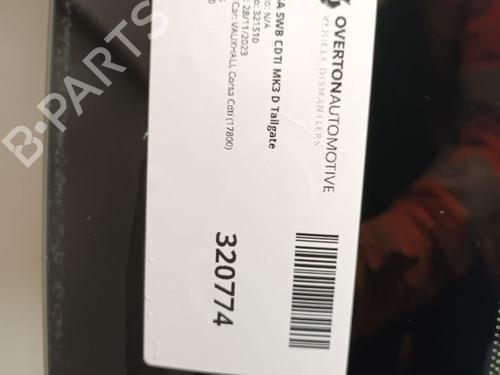 OVERTONAUTOMOTIVE
VEHICLE DISMANTLERS
SA SWB CDTI MK3 D Tailgate
o: N/A
o: 321510
: 28/11/2023
Car: VAUXHALL Corsa Cdti (17800)
0
320774
B-PARTS